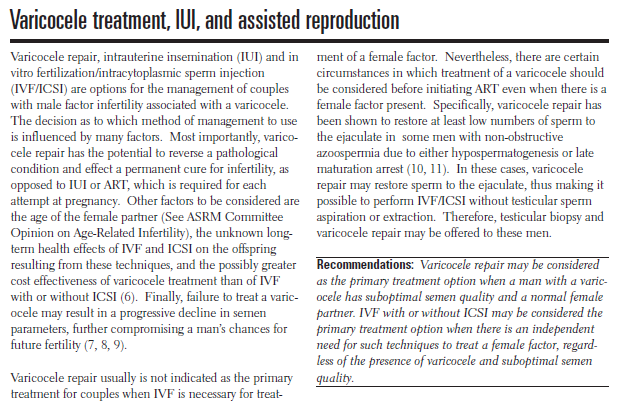 Varicocele treatment, IUI, and assisted reproduction
Varicocele repair, intrauterine insemination (IUI) and in
vitro fertilization/intracytoplasmic sperm injection
(IVF/ICSI) are options for the management of couples
with male factor infertility associated with a varicocele.
The decision as to which method of management to use
is influenced by many factors.  Most importantly, varico-
cele repair has the potential to reverse a pathological
condition and effect a permanent cure for infertility, as
opposed to IUI or ART, which is required for each
attempt at pregnancy.  Other factors to be considered are
the age of the female partner (See ASRM Committee
Opinion on Age-Related Infertility), the unknown long-
term health effects of IVF and ICSI on the offspring
resulting from these techniques, and the possibly greater
cost effectiveness of varicocele treatment than of IVF
with or without ICSI (6).  Finally, failure to treat a varic-
ocele may result in a progressive decline in semen
parameters, further compromising a man's chances for
future fertility (7, 8, 9).
Varicocele repair usually is not indicated as the primary
treatment for couples when IVF is necessary for treat-
ment of a female factor.  Nevertheless, there are certain
circumstances in which treatment of a varicocele should
be considered before initiating ART even when there is a
female factor present.  Specifically, varicocele repair has
been shown to restore at least low numbers of sperm to
the ejaculate in  some men with non-obstructive
azoospermia due to either hypospermatogenesis or late
maturation arrest (10, 11).  In these cases, varicocele
repair may restore sperm to the ejaculate, thus making it
possible to perform IVF/ICSI without testicular sperm
aspiration or extraction.  Therefore, testicular biopsy and
varicocele repair may be offered to these men.
Recommendations:  Varicocele repair may be considered
as the primary treatment option when a man with a varic-
ocele has suboptimal semen quality and a normal female
partner. IVF with or without ICSI may be considered the
primary treatment option when there is an independent
need for such techniques to treat a female factor, regard-
less of the presence of varicocele and suboptimal semen
quality.